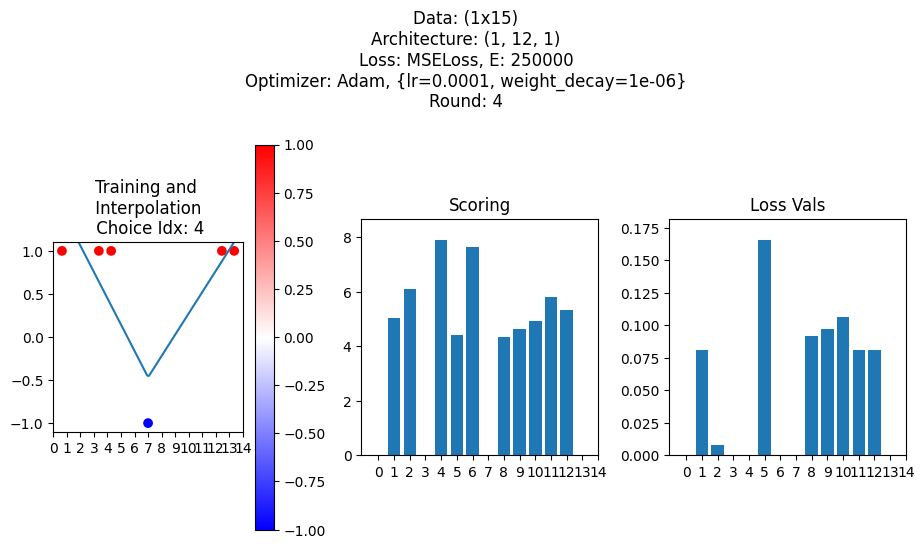 Data: (1x15)
Architecture: (1, 12, 1)
Loss: MSELoss, E: 250000
Optimizer: Adam, {lr=0.0001, weight_decay=1e-06}
Round: 4
Training and
Interpolation
Choice Idx: 4
1.0
0.5
0.0
−0.5
−1.0
0 1 2 3 4 5 6 7 8 9 10 11 12 13 14
1.00
0.75
0.50
0.25
0.00
−0.25
−0.50
−0.75
−1.00
Scoring
8
6
4
2
0
0 1 2 3 4 5 6 7 8 9 10 11 12 13 14
Loss Vals
0.175
0.150
0.125
0.100
0.075
0.050
0.025
0.000
0 1 2 3 4 5 6 7 8 9 10 11 12 13 14